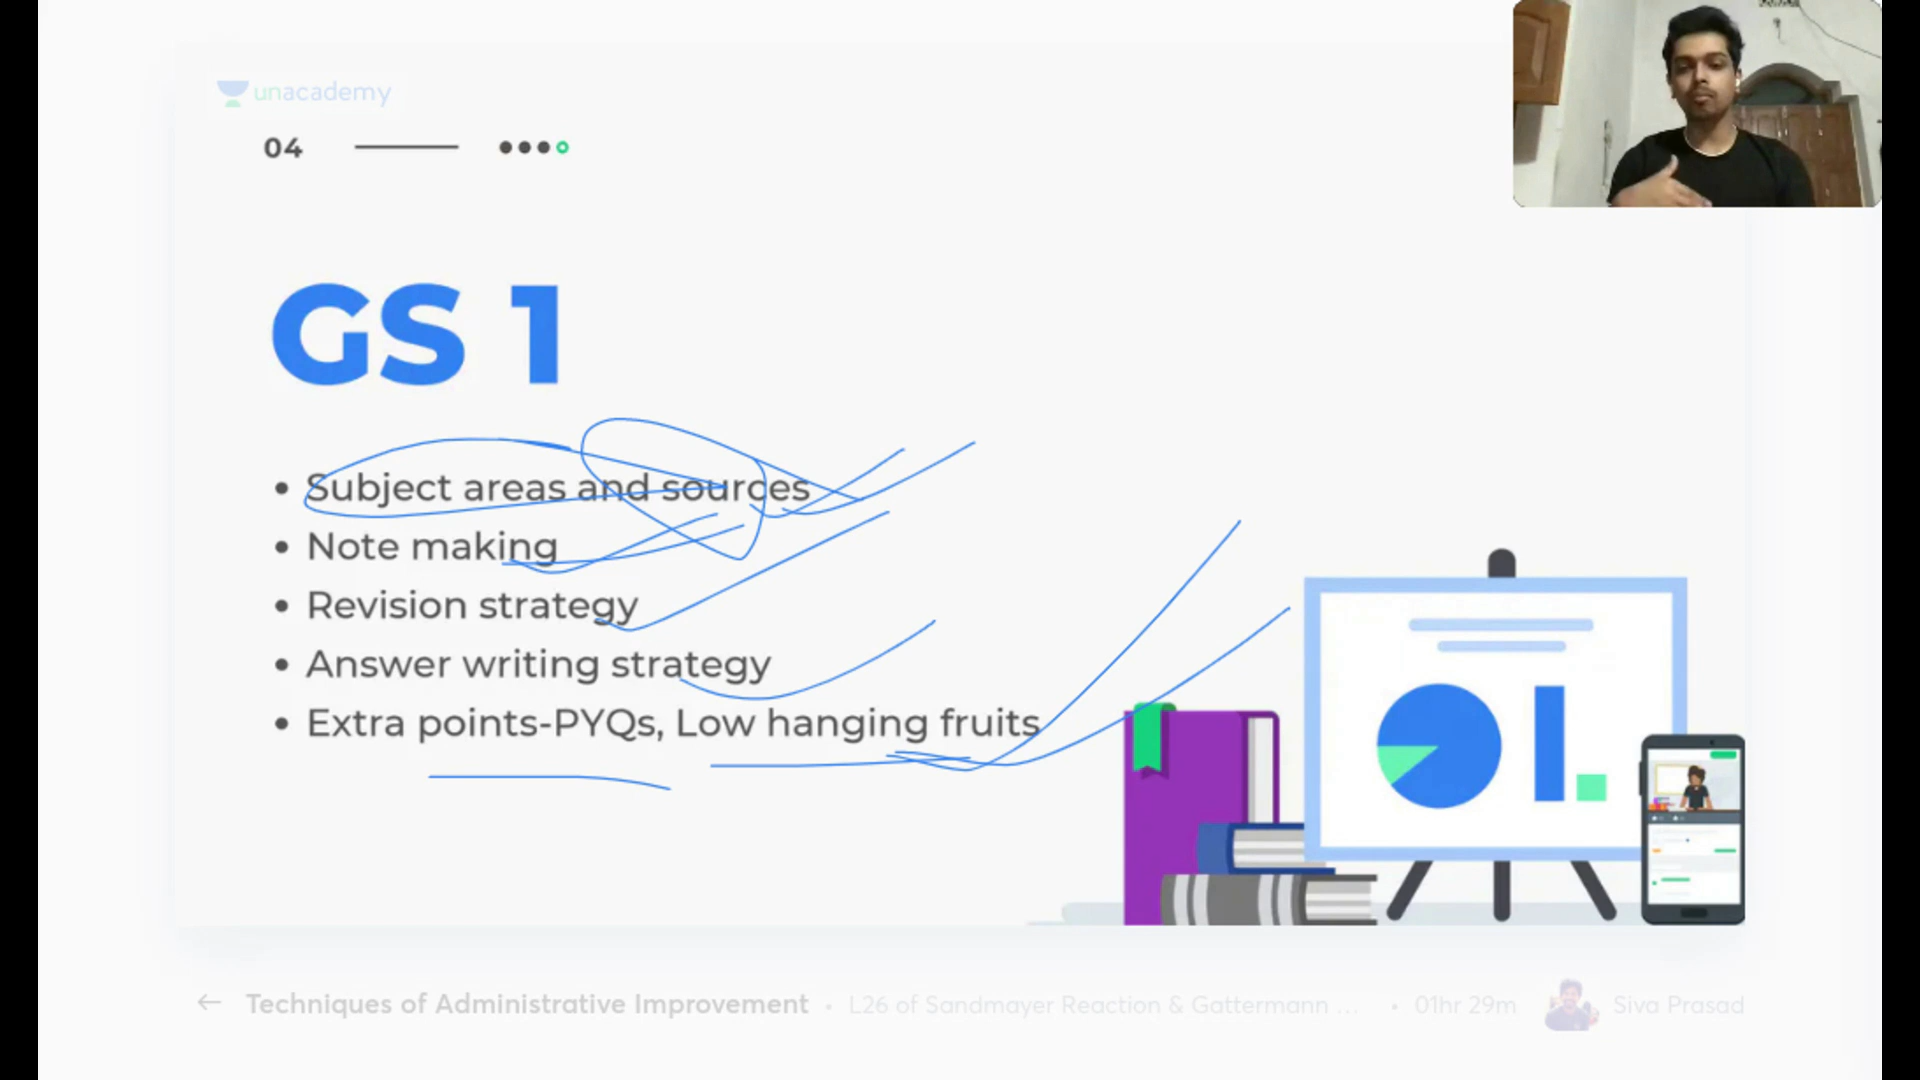 unacademy
04
GS 1
• Subject areas and sources
• Note making
• Revision strategy
• Answer writing strategy
• Extra points-PYQs, Low hanging fruits
← Techniques of Administrative Improvement • L26 of Sandmayer Reaction & Gattermann ... • 01hr 29m Siva Prasad